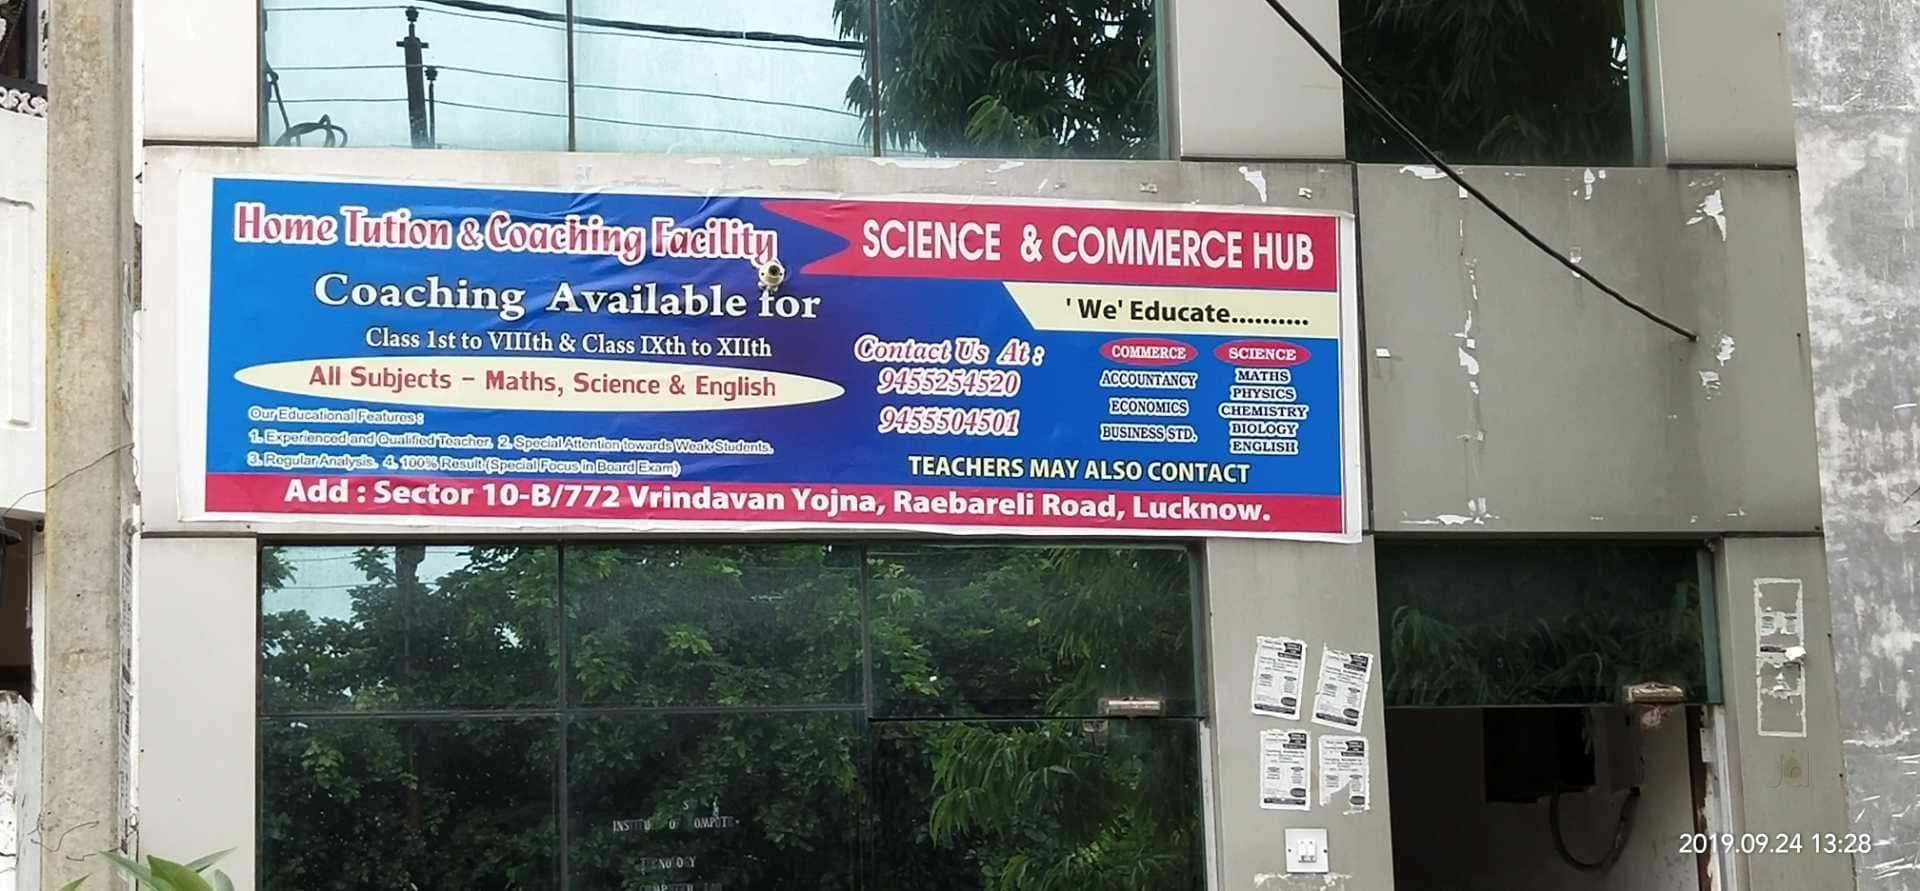 Home Tution & Coaching Facility
SCIENCE & COMMERCE HUB
Coaching Available for
' We' Educate..........
Class 1st to VIIIth & Class IXth to XIIth
All Subjects – Maths, Science & English
Our Educational Features :
1. Experienced and Qualified Teacher. 2. Special Attention towards Weak Students.
3. Regular Analysis. 4. 100% Result (Special Focus in Board Exam)
Contact Us At :
9455254520
9455504501
COMMERCE
ACCOUNTANCY
ECONOMICS
BUSINESS STD.
SCIENCE
MATHS
PHYSICS
CHEMISTRY
BIOLOGY
ENGLISH
TEACHERS MAY ALSO CONTACT
Add : Sector 10-B/772 Vrindavan Yojna, Raebareli Road, Lucknow.
Jd
2019.09.24 13:28